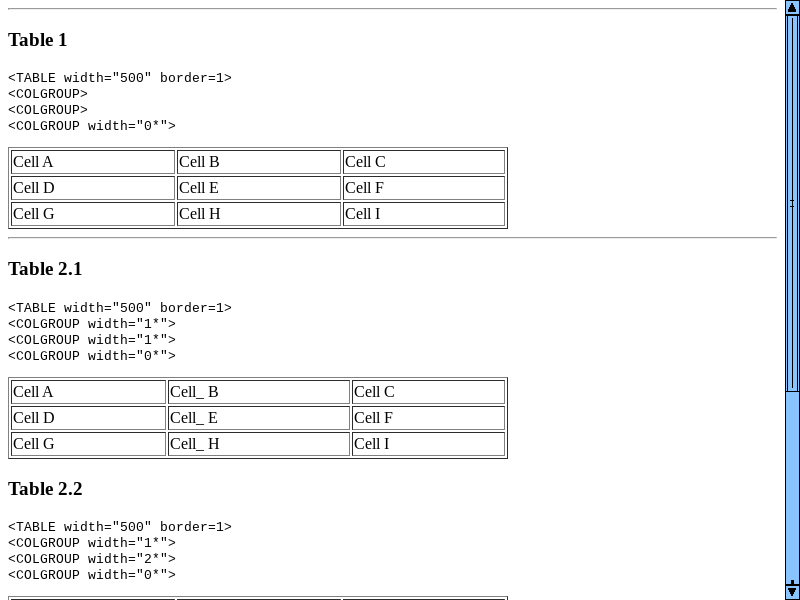 Table 1
<TABLE width="500" border=1>
<COLGROUP>
<COLGROUP>
<COLGROUP width="0*">
Cell A Cell B Cell C
Cell D Cell E Cell F
Cell G Cell H Cell I
Table 2.1
<TABLE width="500" border=1>
<COLGROUP width="1*">
<COLGROUP width="1*">
<COLGROUP width="0*">
Cell A Cell_ B Cell C
Cell D Cell_ E Cell F
Cell G Cell_ H Cell I
Table 2.2
<TABLE width="500" border=1>
<COLGROUP width="1*">
<COLGROUP width="2*">
<COLGROUP width="0*">